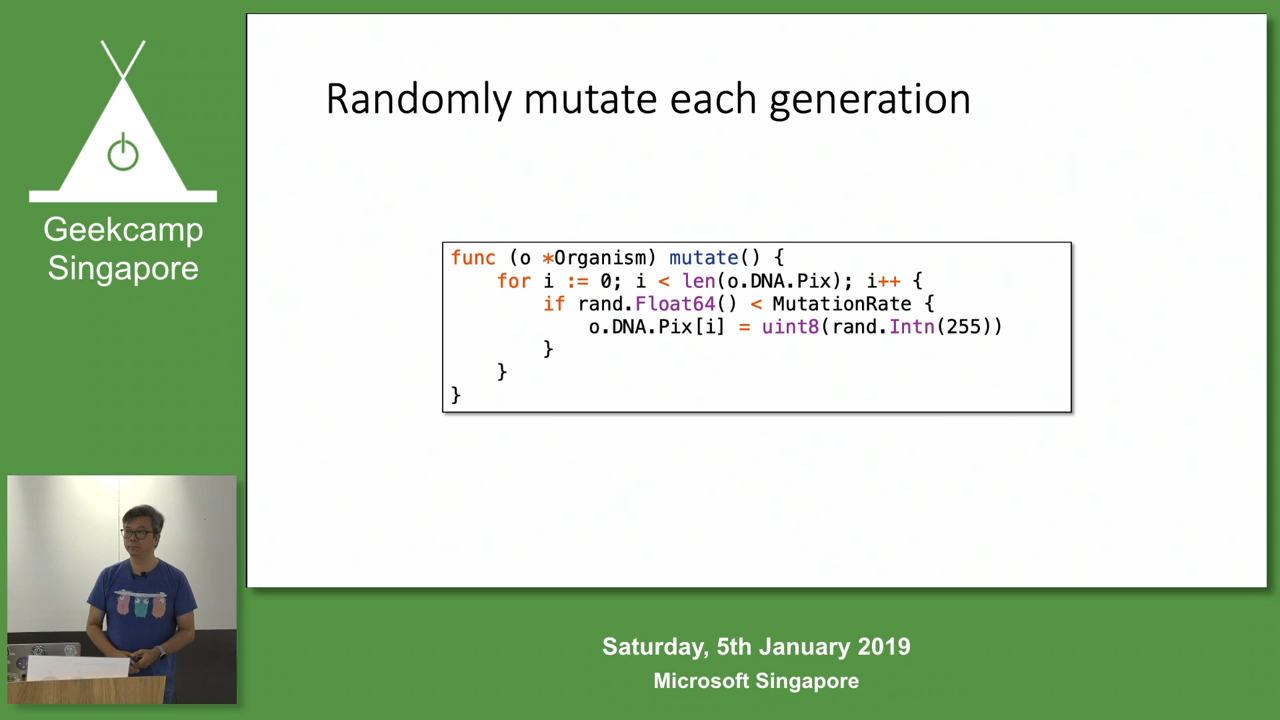 Geekcamp
Singapore
Randomly mutate each generation
func (o *Organism) mutate() {
    for i := 0; i < len(o.DNA.Pix); i++ {
        if rand.Float64() < MutationRate {
            o.DNA.Pix[i] = uint8(rand.Intn(255))
        }
    }
}
Saturday, 5th January 2019
Microsoft Singapore